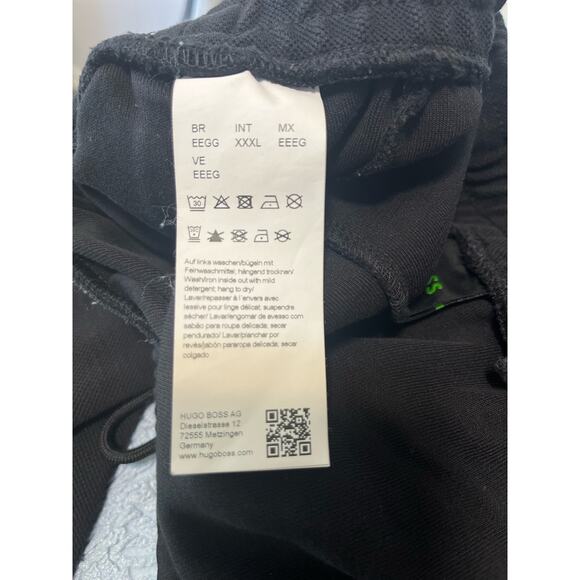 BR INT MX
EEGG XXXL EEEG
VE
EEEG
30
Auf links waschen/bügeln mit
Feinwaschmittel; hängend trocknen/
Wash/iron inside out with mild
detergent; hang to dry/
Laver/repasser à l'envers avec
lessive pour linge délicat; suspendre
sécher/ Lavar/engomar de avesso com
sabão para roupa delicada; secar
pendurado/ Lavar/planchar por
revés/jabón pararopa delicada; secar
colgado.
HUGO BOSS AG
Dieselstrasse 12
72555 Metzingen
Germany
www.hugoboss.com